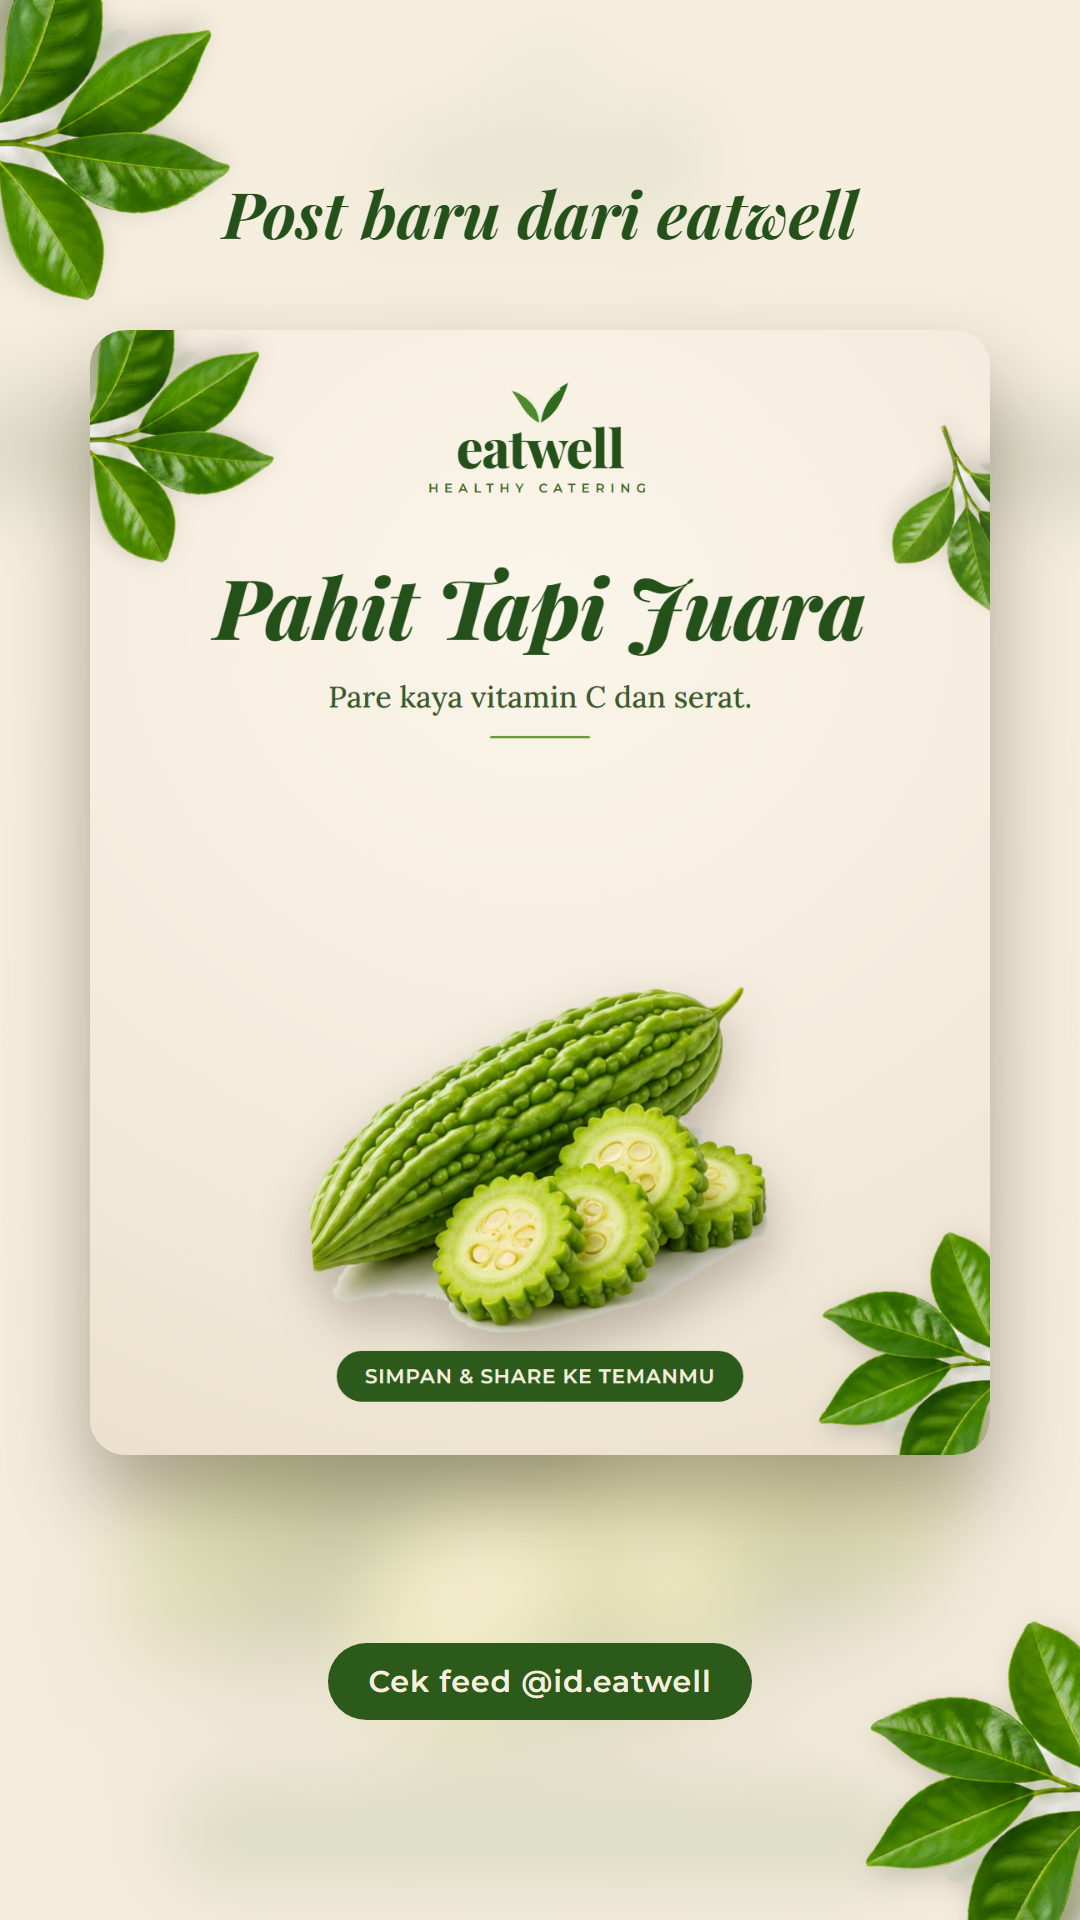 Post baru dari eatwell
eatwell
HEALTHY CATERING
Pahit Tapi Juara
Pare kaya vitamin C dan serat.
SIMPAN & SHARE KE TEMANMU
Cek feed @id.eatwell